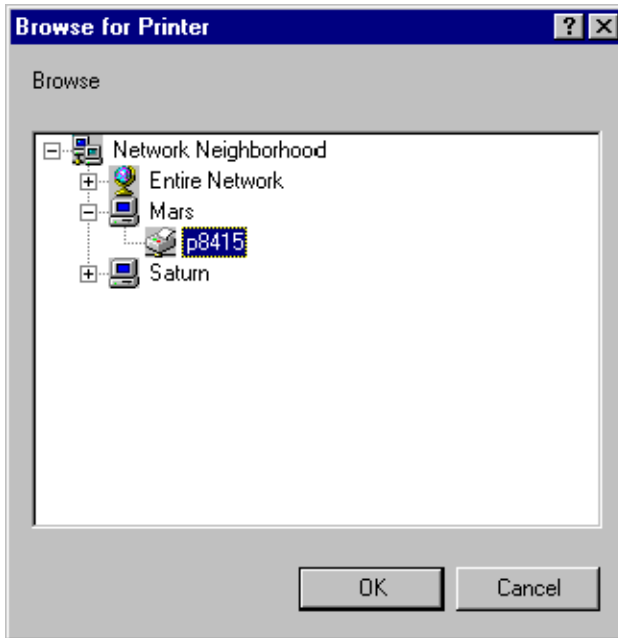 Browse for Printer
Browse
Network Neighborhood
Entire Network
Mars
p8415
Saturn
OK Cancel